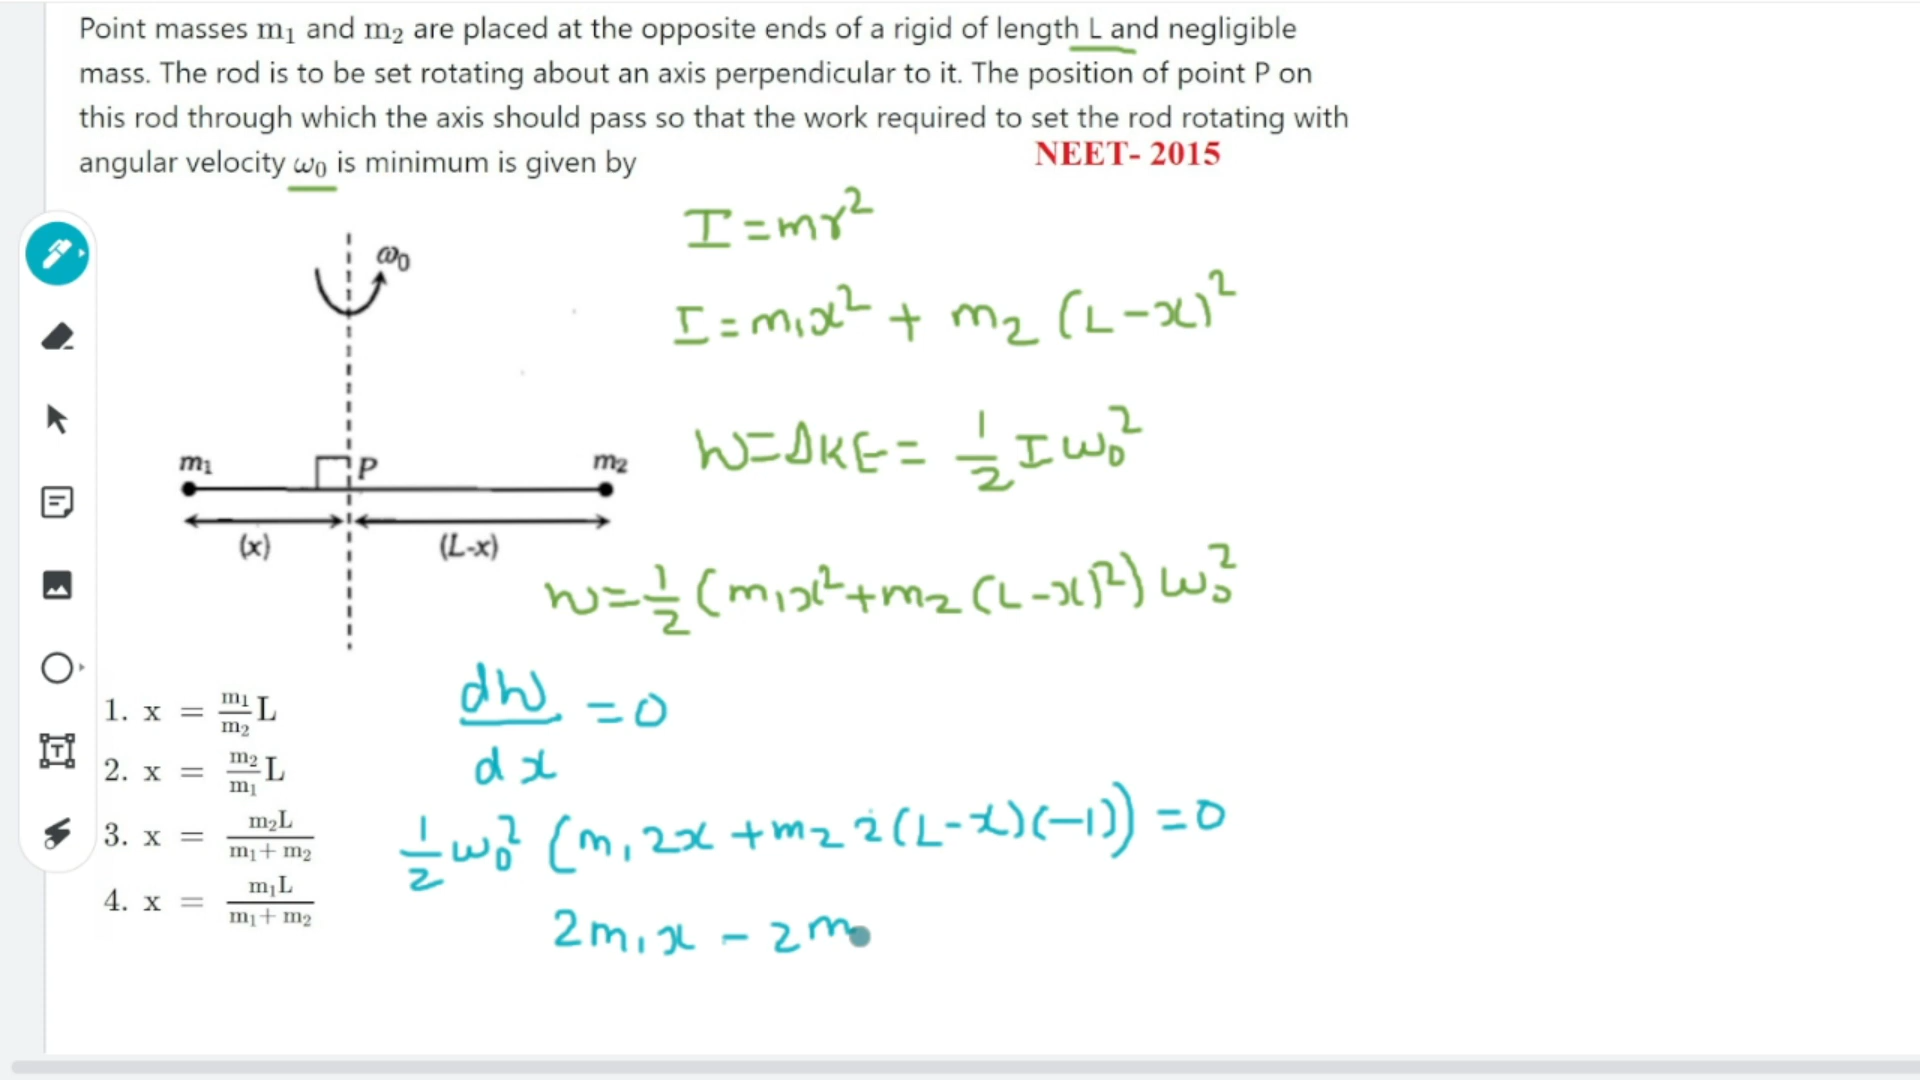 Point masses m₁ and m₂ are placed at the opposite ends of a rigid of length L and negligible
mass. The rod is to be set rotating about an axis perpendicular to it. The position of point P on
this rod through which the axis should pass so that the work required to set the rod rotating with
angular velocity ω₀ is minimum is given by
NEET- 2015
I = mr²
I = m₁x² + m₂ (L-x)²
W = ΔKE = 1/2 I ω₀²
W = 1/2 (m₁x² + m₂ (L-x)²) ω₀²
ω₀
m₁ P m₂
(x) (L-x)
dW/dx = 0
1/2 ω₀² (m₁ 2x + m₂ 2(L-x)(-1)) = 0
2m₁x - 2m
1. x = m₁/m₂ L
2. x = m₂/m₁ L
3. x = m₂L/m₁+ m₂
4. x = m₁L/m₁+ m₂
T